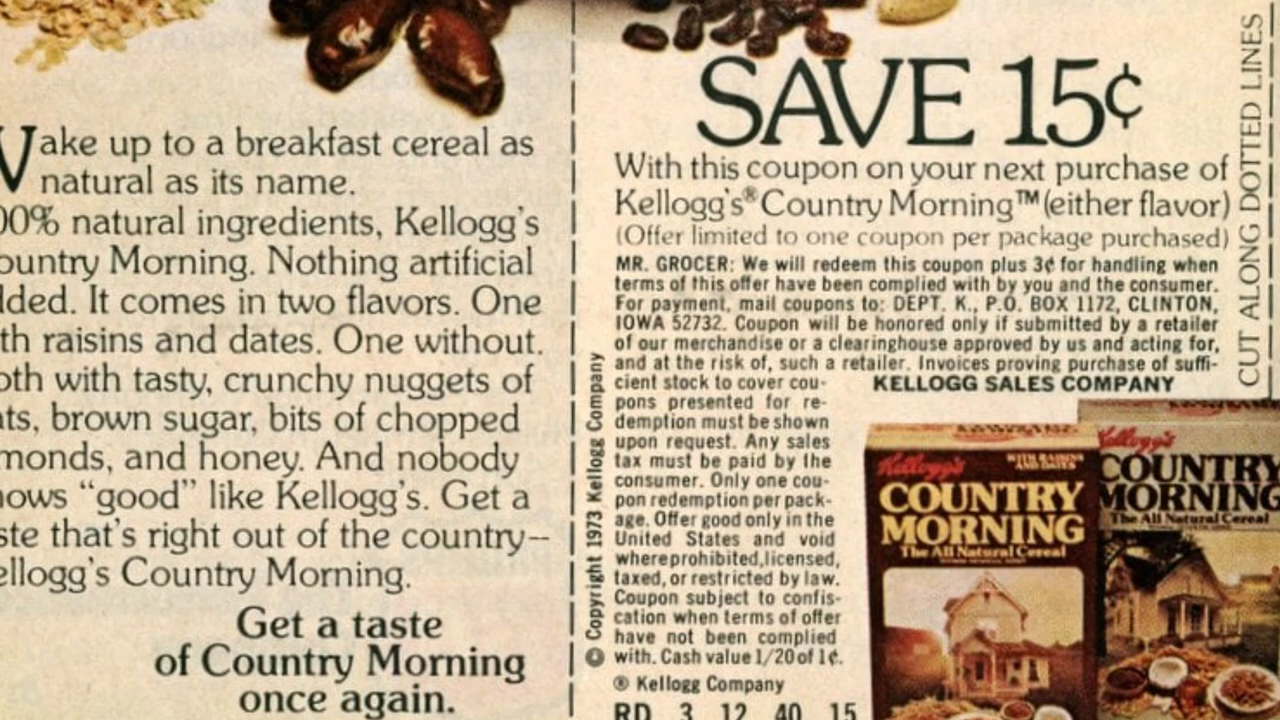 Wake up to a breakfast cereal as
natural as its name.
00% natural ingredients, Kellogg's
ountry Morning. Nothing artificial
dded. It comes in two flavors. One
th raisins and dates. One without.
oth with tasty, crunchy nuggets of
ats, brown sugar, bits of chopped
monds, and honey. And nobody
nows “good” like Kellogg's. Get a
ste that's right out of the country–
ellogg's Country Morning.
Get a taste
of Country Morning
once again.
SAVE 15¢
With this coupon on your next purchase of
Kellogg's® Country Morning™ (either flavor)
(Offer limited to one coupon per package purchased)
MR. GROCER: We will redeem this coupon plus 3¢ for handling when
terms of this offer have been complied with by you and the consumer.
For payment, mail coupons to: DEPT. K., P.O. BOX 1172, CLINTON,
IOWA 52732. Coupon will be honored only if submitted by a retailer
of our merchandise or a clearinghouse approved by us and acting for,
and at the risk of, such a retailer. Invoices proving purchase of suffi-
cient stock to cover cou-
pons presented for re-
demption must be shown
upon request. Any sales
tax must be paid by the
consumer. Only one cou-
pon redemption per pack-
age. Offer good only in the
United States and void
where prohibited, licensed,
taxed, or restricted by law.
Coupon subject to confis-
cation when terms of offer
have not been complied
with. Cash value 1/20 of 1¢.
® Kellogg Company
RD 3 12 40 15
KELLOGG SALES COMPANY
© Copyright 1973 Kellogg Company
CUT ALONG DOTTED LINES
Kellogg's
WITH RAISINS
AND DATES
COUNTRY
MORNING
The All Natural Cereal
Kellogg's
COUNTRY
MORNING
The All Natural Cereal